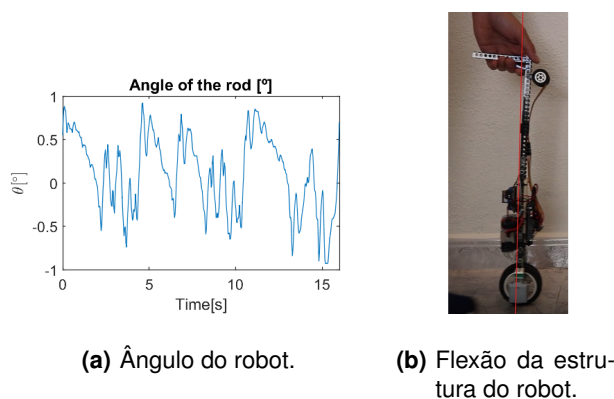 Angle of the rod [º]
1
0.5
0
-0.5
-1
θ[°]
0
5
10
15
Time[s]
(a) Ângulo do robot.
(b) Flexão da estru-
tura do robot.